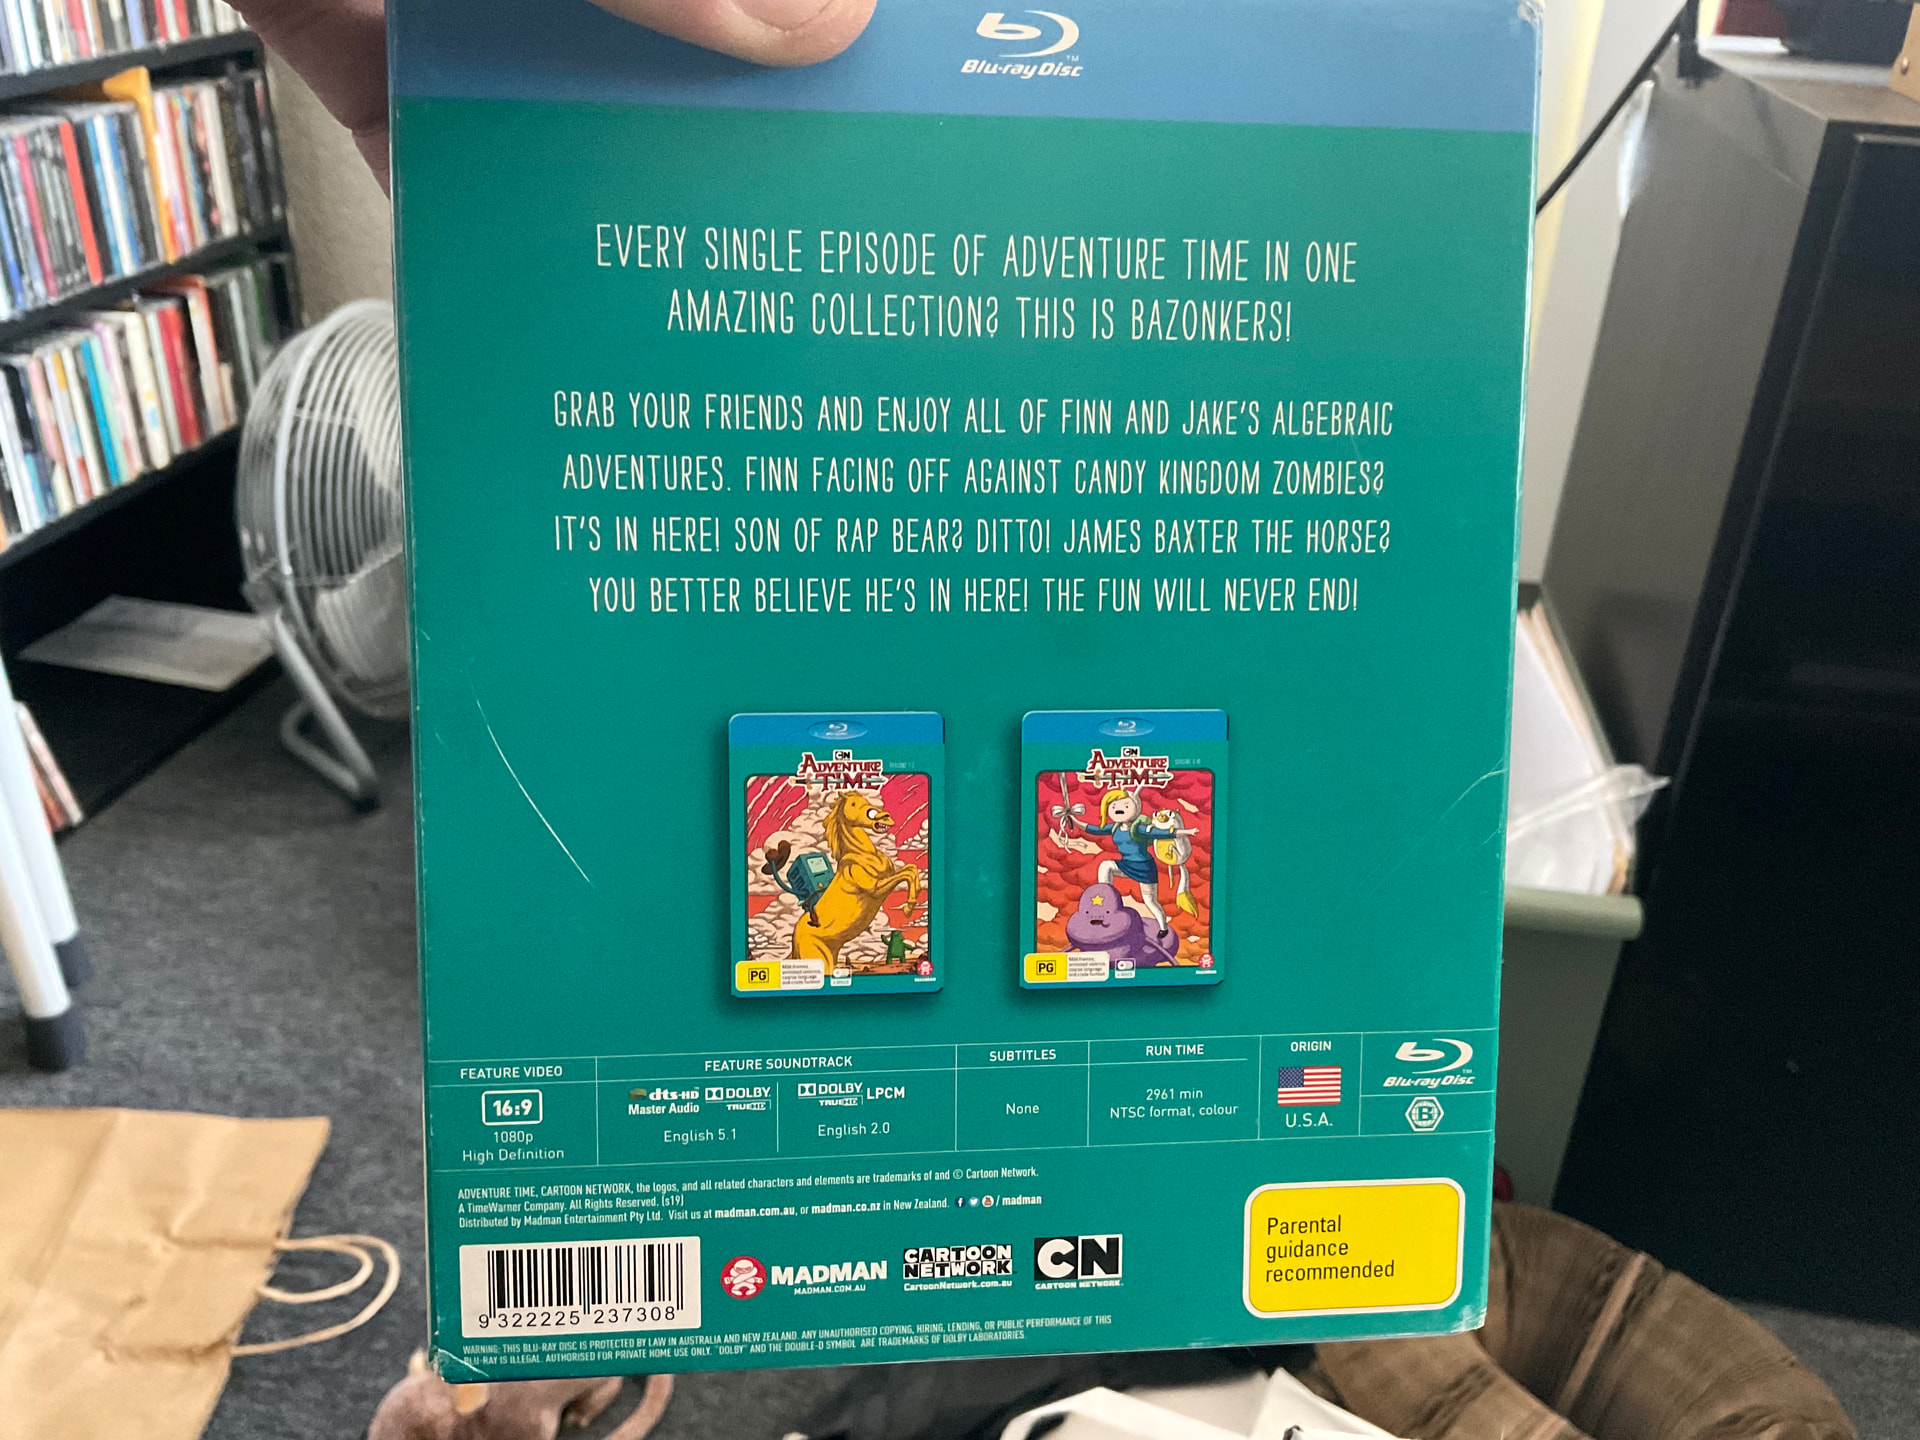 Blu-ray Disc™
EVERY SINGLE EPISODE OF ADVENTURE TIME IN ONE
AMAZING COLLECTION? THIS IS BAZONKERS!
GRAB YOUR FRIENDS AND ENJOY ALL OF FINN AND JAKE'S ALGEBRAIC
ADVENTURES. FINN FACING OFF AGAINST CANDY KINGDOM ZOMBIES?
IT'S IN HERE! SON OF RAP BEAR? DITTO! JAMES BAXTER THE HORSE?
YOU BETTER BELIEVE HE'S IN HERE! THE FUN WILL NEVER END!
CN
ADVENTURE
TIME
PG
CN
ADVENTURE
TIME
PG
FEATURE VIDEO
16:9
1080p
High Definition
FEATURE SOUNDTRACK
dts-HD
Master Audio
DOLBY
TRUEHD
English 5.1
DOLBY
TRUEHD
LPCM
English 2.0
SUBTITLES
None
RUN TIME
2961 min
NTSC format, colour
ORIGIN
U.S.A.
Blu-ray Disc™
B
ADVENTURE TIME, CARTOON NETWORK, the logos, and all related characters and elements are trademarks of and © Cartoon Network.
A TimeWarner Company. All Rights Reserved. (s19)
Distributed by Madman Entertainment Pty Ltd. Visit us at madman.com.au, or madman.co.nz in New Zealand. / madman
9 322225 237308
MADMAN
MADMAN.COM.AU
CARTOON
NETWORK
CartoonNetwork.com.au
CN
CARTOON NETWORK
Parental
guidance
recommended
WARNING: THIS BLU-RAY DISC IS PROTECTED BY LAW IN AUSTRALIA AND NEW ZEALAND. ANY UNAUTHORISED COPYING, HIRING, LENDING, OR PUBLIC PERFORMANCE OF THIS
BLU-RAY IS ILLEGAL. AUTHORISED FOR PRIVATE HOME USE ONLY. "DOLBY" AND THE DOUBLE-D SYMBOL ARE TRADEMARKS OF DOLBY LABORATORIES.